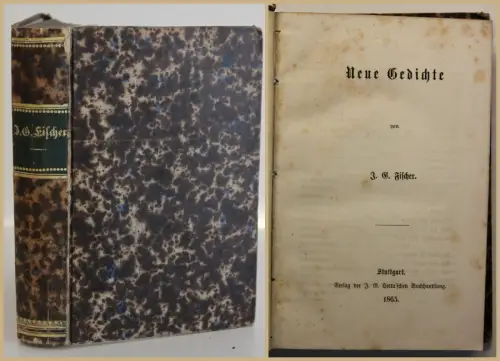 J. G. Fischer.
Neue Gedichte
von
J. G. Fischer.
Stuttgart.
Verlag der J. G. Cotta'schen Buchhandlung.
1865.